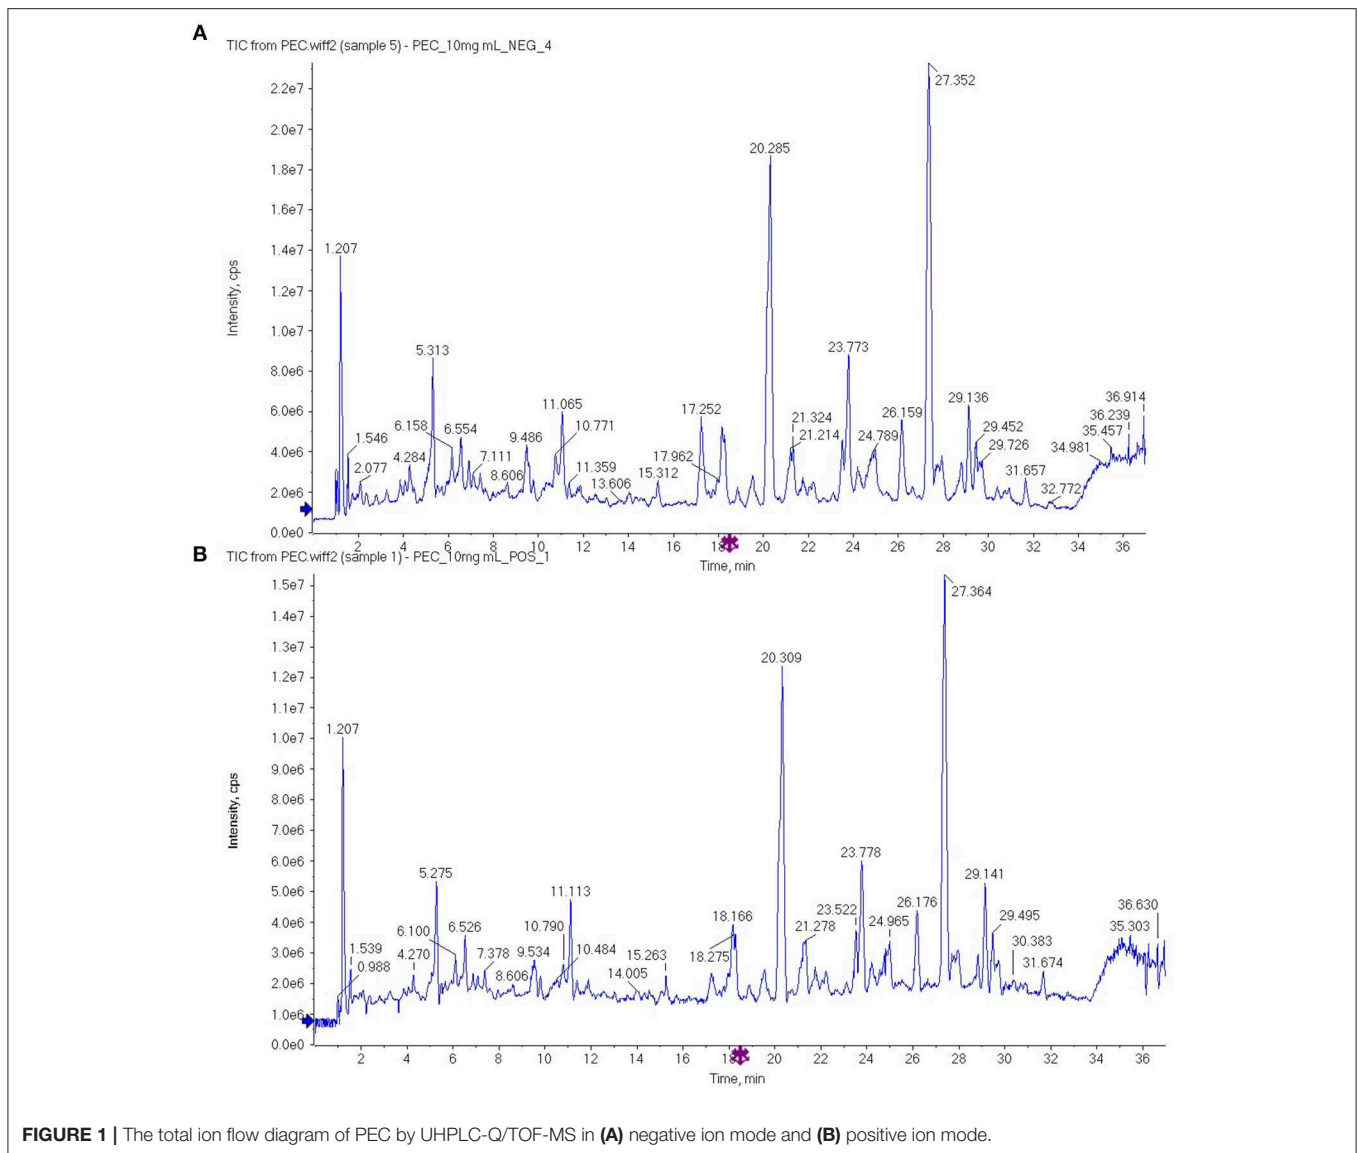 A
TIC from PEC.wiff2 (sample 5) - PEC_10mg mL_NEG_4
2.2e7
2.0e7
1.8e7
1.6e7
1.4e7
1.2e7
1.0e7
8.0e6
6.0e6
4.0e6
2.0e6
0.0e0
Intensity, cps
1.207
1.546
2.077
4.284
5.313
6.158
6.554
7.111
8.606
9.486
11.065
10.771
11.359
13.606
15.312
17.252
17.962
20.285
21.324
21.214
23.773
24.789
26.159
27.352
29.136
29.452
29.726
31.657
32.772
34.981
35.457
36.239
36.914
2 4 6 8 10 12 14 16 18 20 22 24 26 28 30 32 34 36
Time, min
B
TIC from PEC.wiff2 (sample 1) - PEC_10mg mL_POS_1
1.5e7
1.4e7
1.3e7
1.2e7
1.1e7
1.0e7
9.0e6
8.0e6
7.0e6
6.0e6
5.0e6
4.0e6
3.0e6
2.0e6
1.0e6
0.0e0
Intensity, cps
1.207
1.539
0.988
4.270
5.275
6.100
6.526
7.378
8.606
9.534
10.790
11.113
10.484
14.005
15.263
18.166
18.275
20.309
21.278
23.522
23.778
24.965
26.176
27.364
29.141
29.495
30.383
31.674
35.303
36.630
2 4 6 8 10 12 14 16 18 20 22 24 26 28 30 32 34 36
Time, min
FIGURE 1 | The total ion flow diagram of PEC by UHPLC-Q/TOF-MS in (A) negative ion mode and (B) positive ion mode.